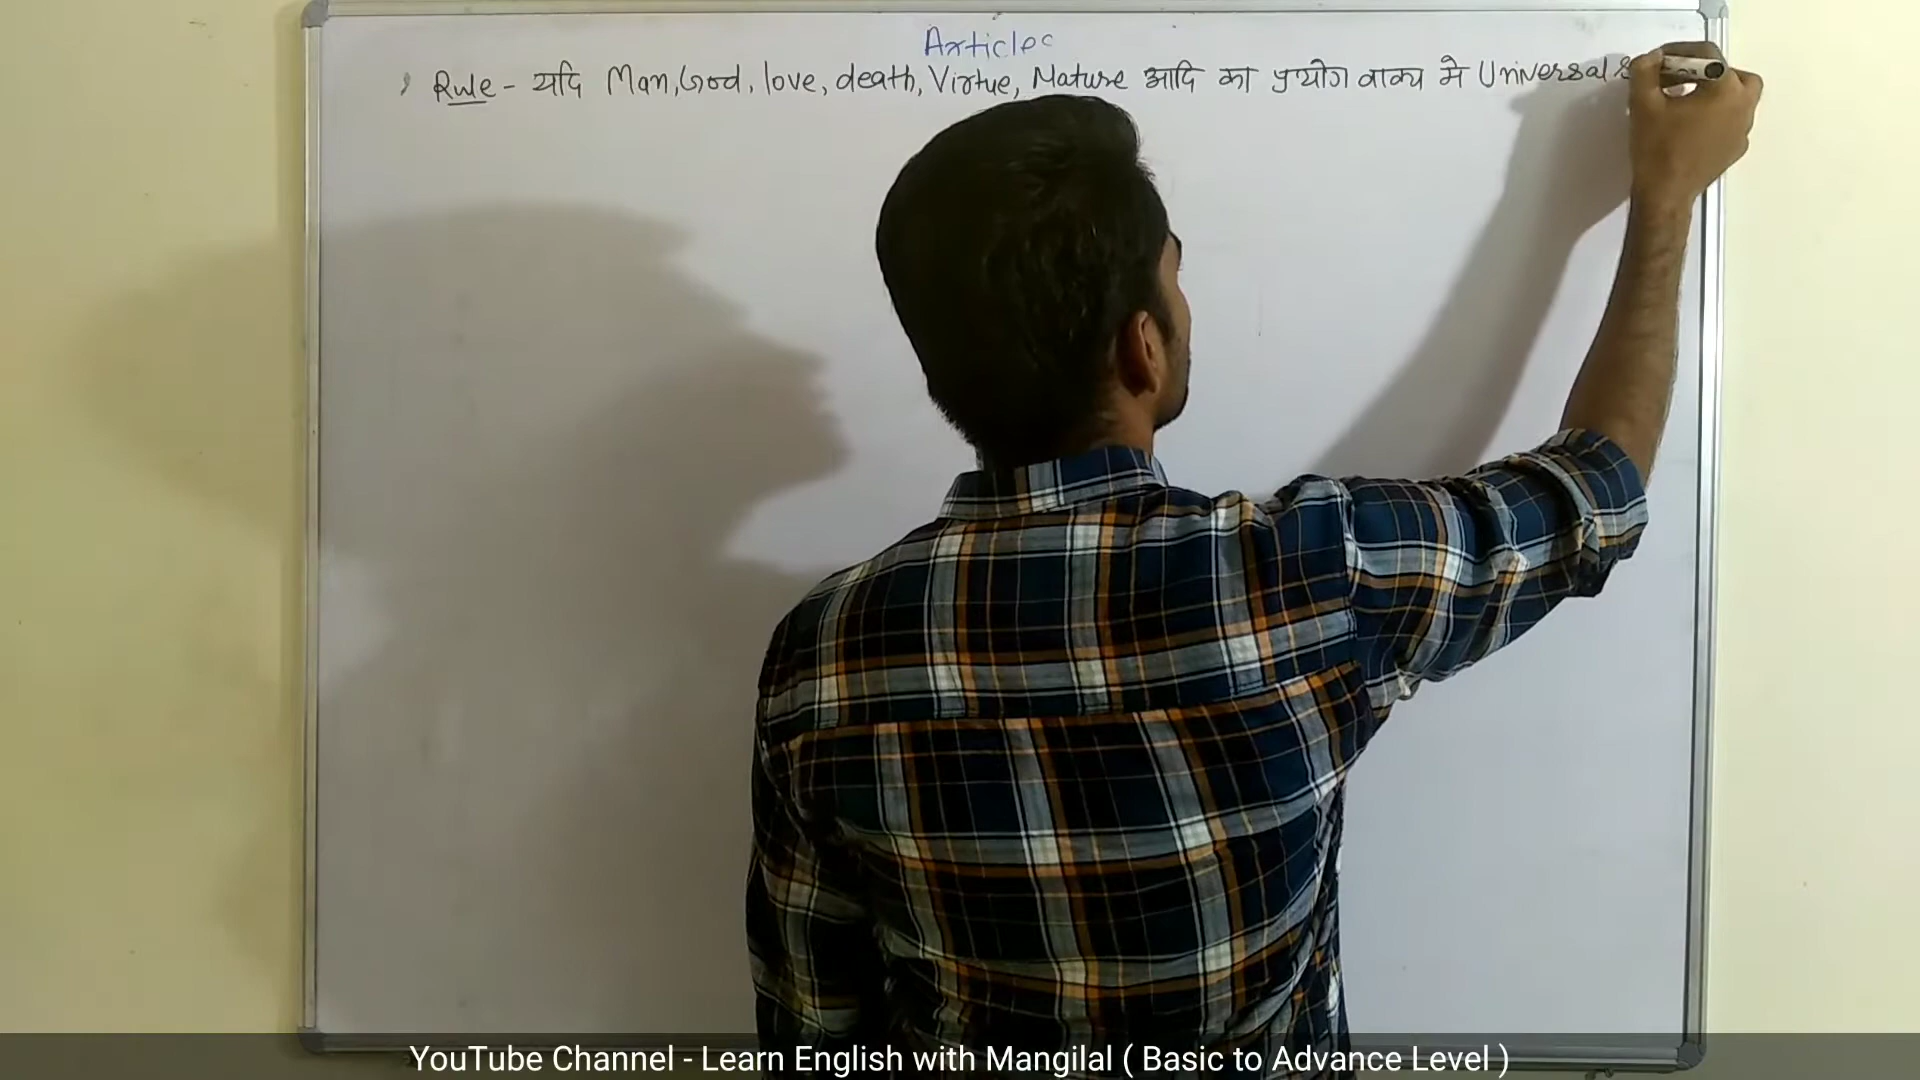 Articles
Rule - यदि Man, God, love, death, Virtue, Nature आदि का प्रयोग वाक्य मे Universal
YouTube Channel - Learn English with Mangilal ( Basic to Advance Level )